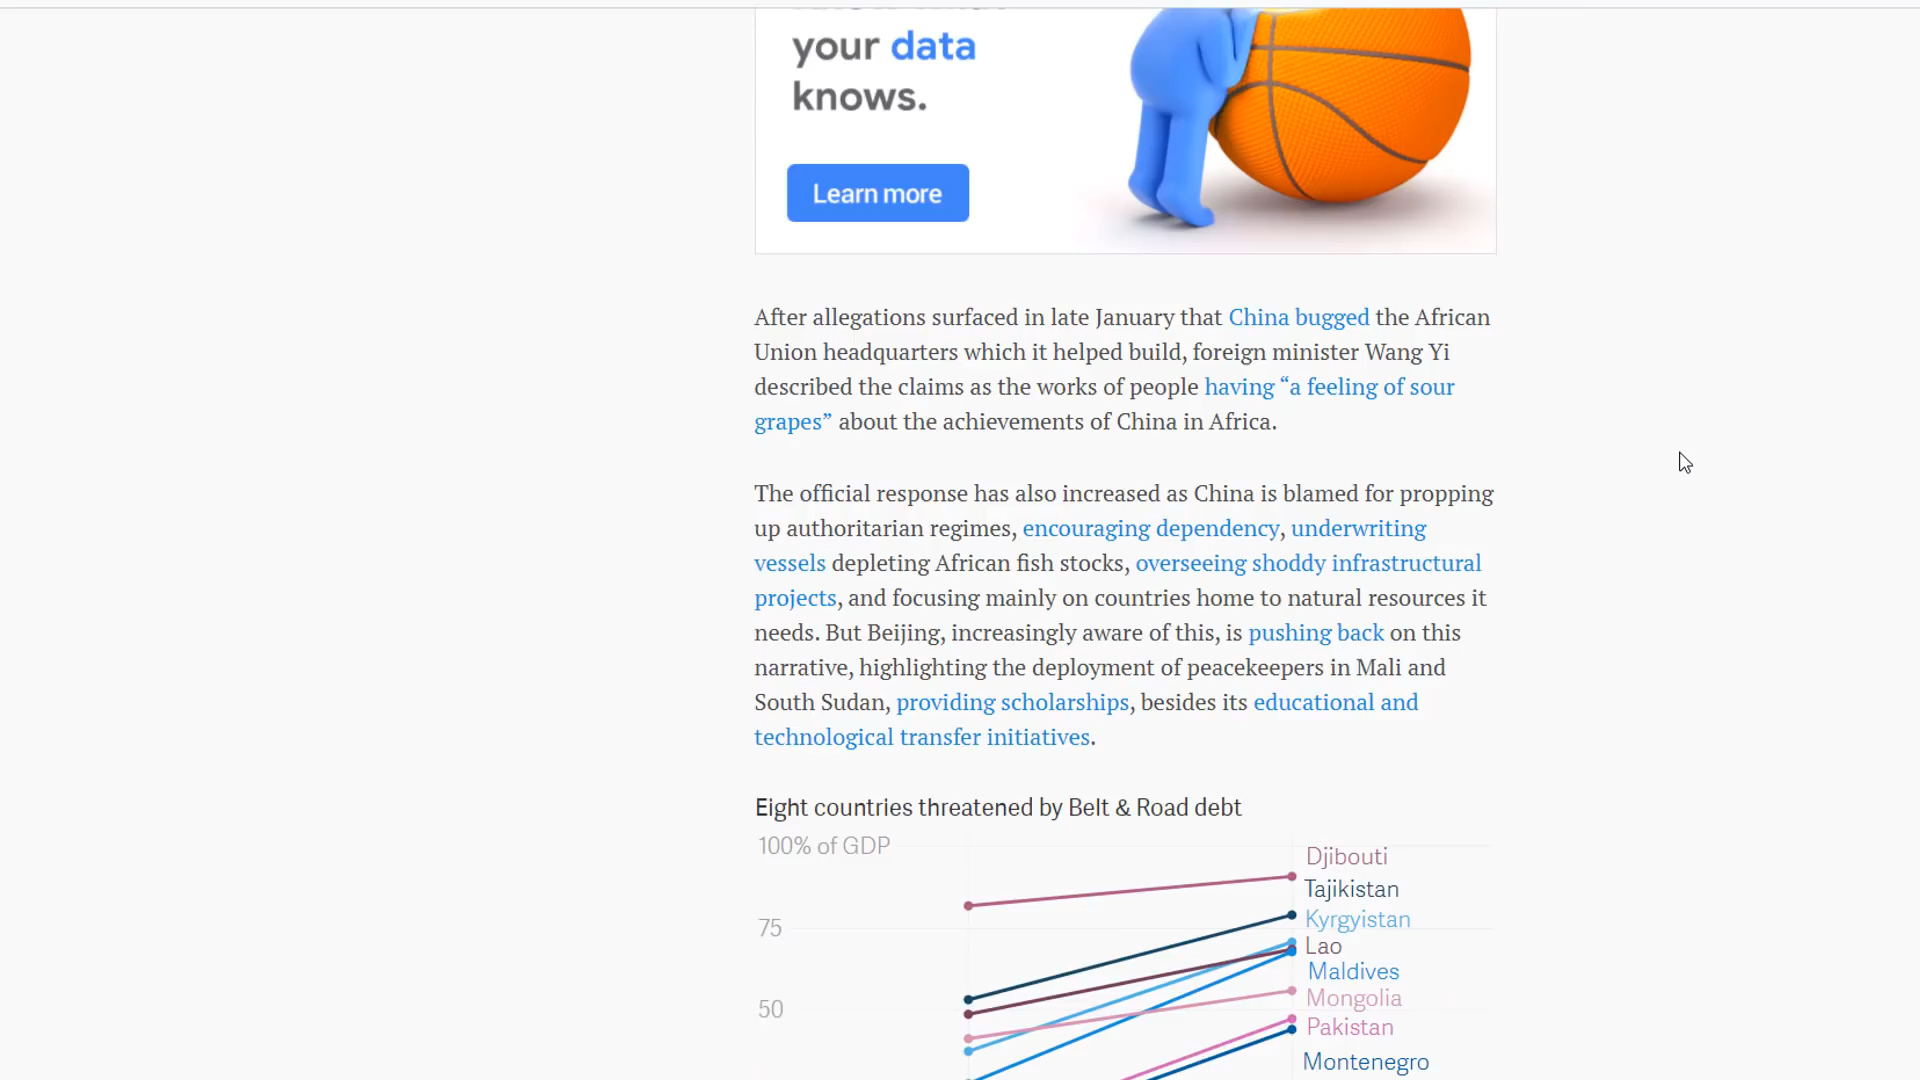 your data
knows.
Learn more
After allegations surfaced in late January that China bugged the African
Union headquarters which it helped build, foreign minister Wang Yi
described the claims as the works of people having “a feeling of sour
grapes” about the achievements of China in Africa.
The official response has also increased as China is blamed for propping
up authoritarian regimes, encouraging dependency, underwriting
vessels depleting African fish stocks, overseeing shoddy infrastructural
projects, and focusing mainly on countries home to natural resources it
needs. But Beijing, increasingly aware of this, is pushing back on this
narrative, highlighting the deployment of peacekeepers in Mali and
South Sudan, providing scholarships, besides its educational and
technological transfer initiatives.
Eight countries threatened by Belt & Road debt
100% of GDP
Djibouti
Tajikistan
75
Kyrgyistan
Lao
Maldives
Mongolia
50
Pakistan
Montenegro